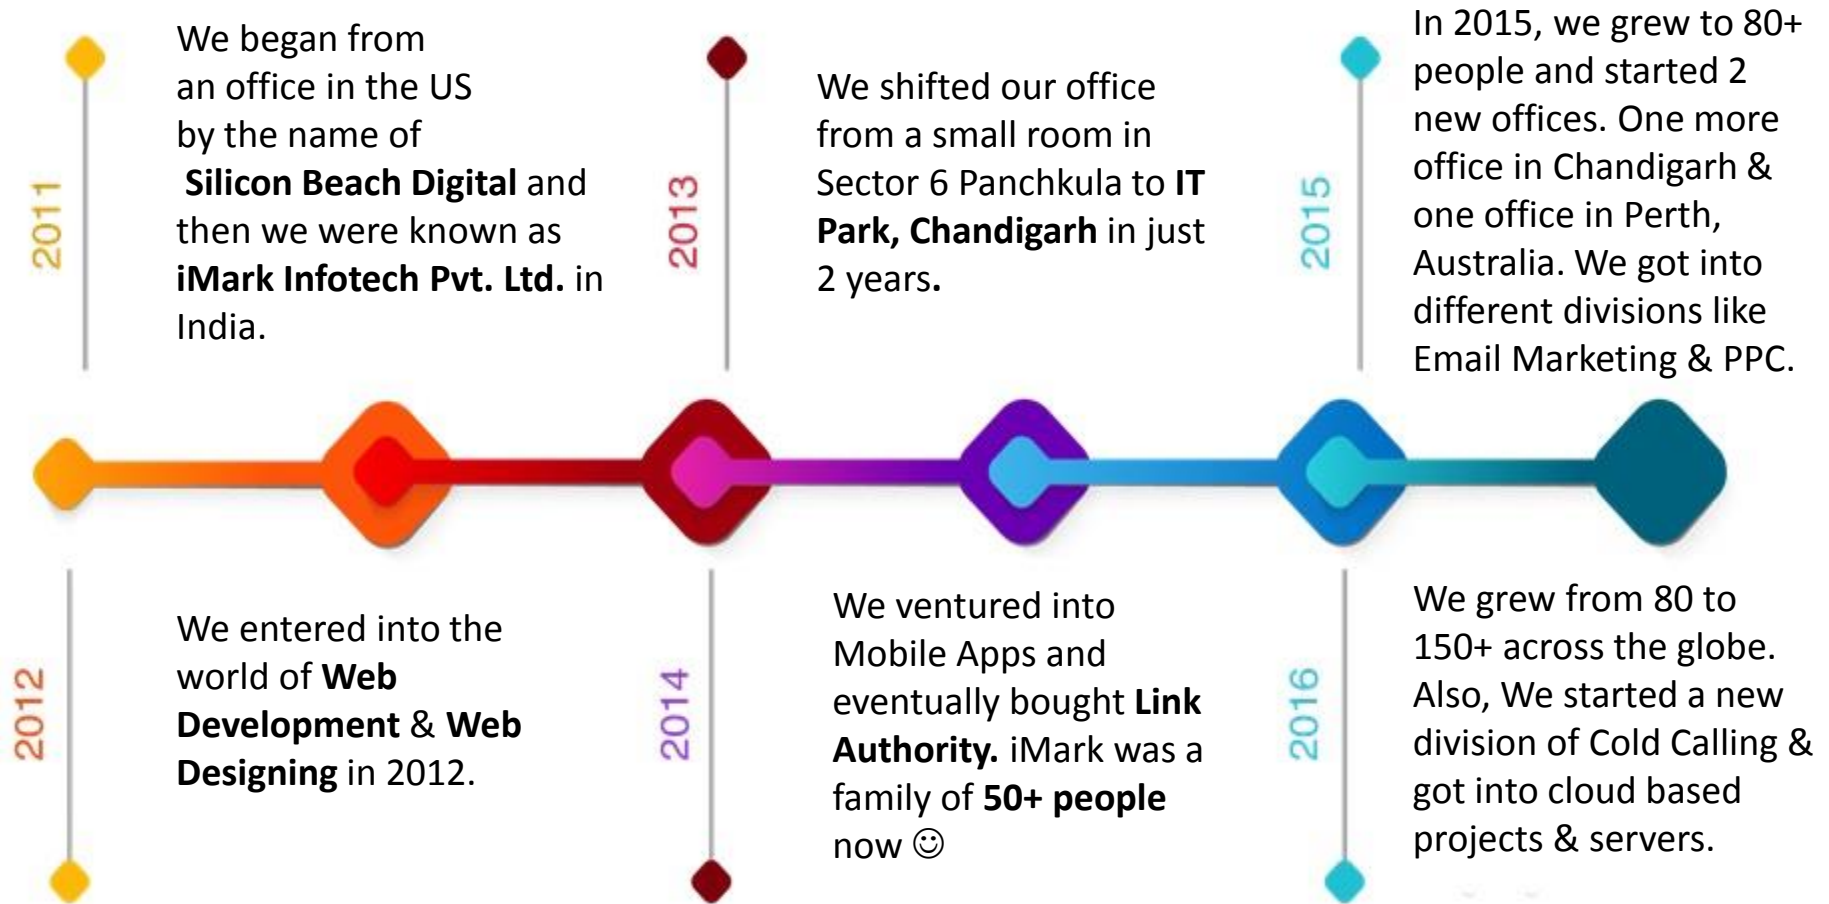 2011
We began from
an office in the US
by the name of
Silicon Beach Digital and
then we were known as
iMark Infotech Pvt. Ltd. in
India.
2012
We entered into the
world of Web
Development & Web
Designing in 2012.
2013
We shifted our office
from a small room in
Sector 6 Panchkula to IT
Park, Chandigarh in just
2 years.
2014
We ventured into
Mobile Apps and
eventually bought Link
Authority. iMark was a
family of 50+ people
now ☺
2015
In 2015, we grew to 80+
people and started 2
new offices. One more
office in Chandigarh &
one office in Perth,
Australia. We got into
different divisions like
Email Marketing & PPC.
2016
We grew from 80 to
150+ across the globe.
Also, We started a new
division of Cold Calling &
got into cloud based
projects & servers.